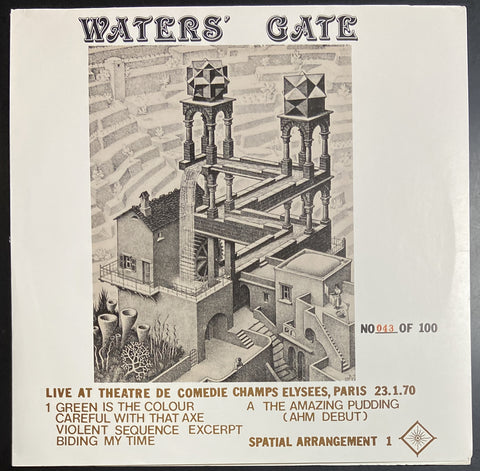 WATERS' GATE
NO 043 OF 100
LIVE AT THEATRE DE COMEDIE CHAMPS ELYSEES, PARIS 23.1.70
1 GREEN IS THE COLOUR
CAREFUL WITH THAT AXE
VIOLENT SEQUENCE EXCERPT
BIDING MY TIME
A THE AMAZING PUDDING
(AHM DEBUT)
SPATIAL ARRANGEMENT 1